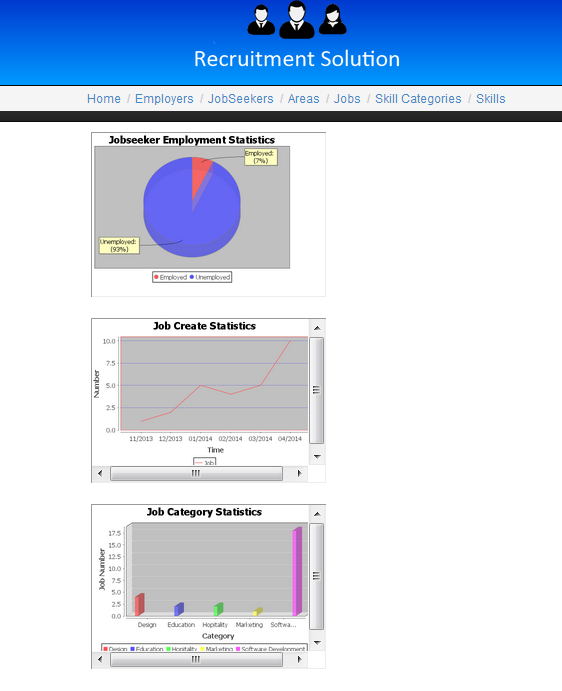 Recruitment Solution
Home / Employers / JobSeekers / Areas / Jobs / Skill Categories / Skills
Jobseeker Employment Statistics
Employed:
(7%)
Unemployed:
(93%)
Employed Unemployed
Job Create Statistics
10.0
7.5
5.0
2.5
0.0
Number
11/2013 12/2013 01/2014 02/2014 03/2014 04/2014
Time
Job
Job Category Statistics
17.5
15.0
12.5
10.0
7.5
5.0
2.5
0.0
Job Number
Design Education Hopitality Marketing Softwa...
Category
Design Education Hopitality Marketing Software Development